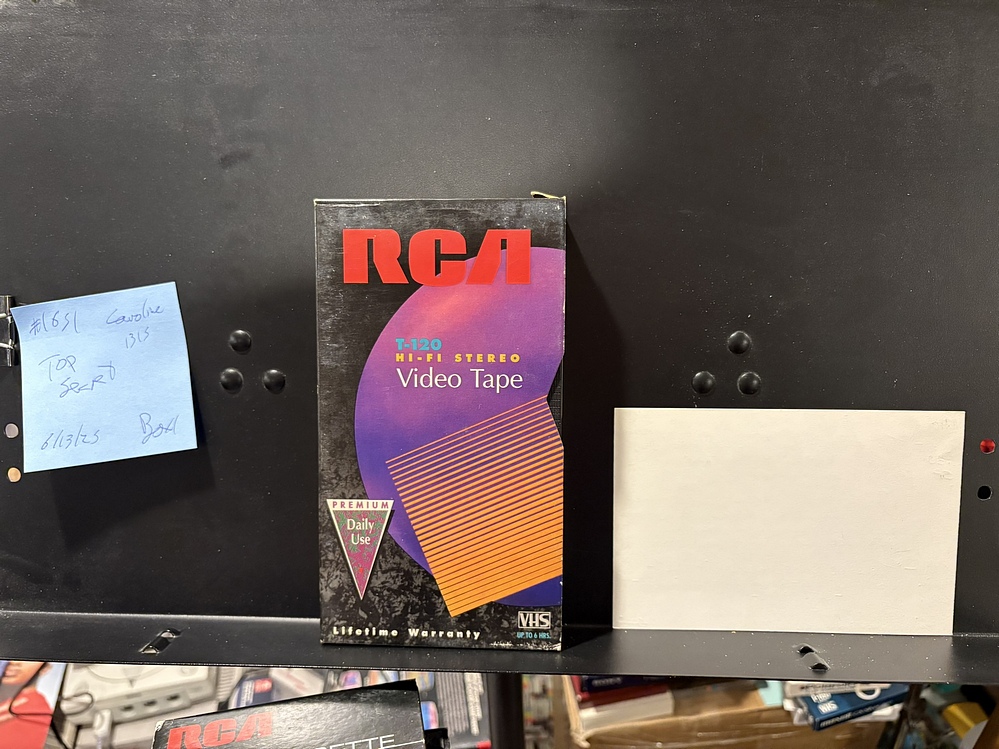 #1651
Caroline
1315
Top
Secret
6/13/25
Box1
RCA
T-120
HI-FI STEREO
Video Tape
PREMIUM
Daily
Use
Lifetime Warranty
VHS
UP TO 6 HRS.
RCA